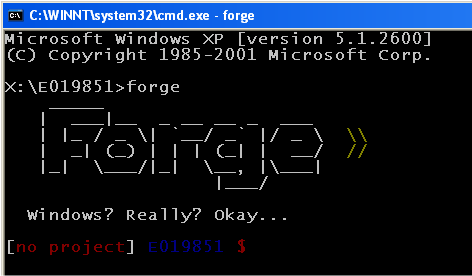 C:\WINNT\system32\cmd.exe - forge
Microsoft Windows XP [version 5.1.2600]
(C) Copyright 1985-2001 Microsoft Corp.
X:\E019851>forge
Forge
Windows? Really? Okay...
[no project] E019851 $